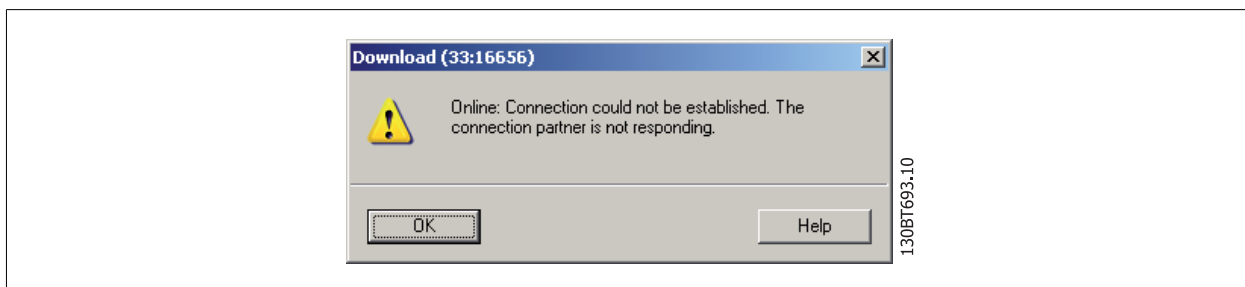 Download (33:16656)
Online: Connection could not be established. The
connection partner is not responding.
OK
Help
130BT693.10